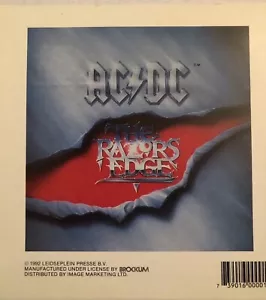 AC/DC™
THE
RAZORS
EDGE
© 1992 LEIDSEPLEIN PRESSE B.V.
MANUFACTURED UNDER LICENSE BY BROCKUM
DISTRIBUTED BY IMAGE MARKETING LTD.
7 39016 00001